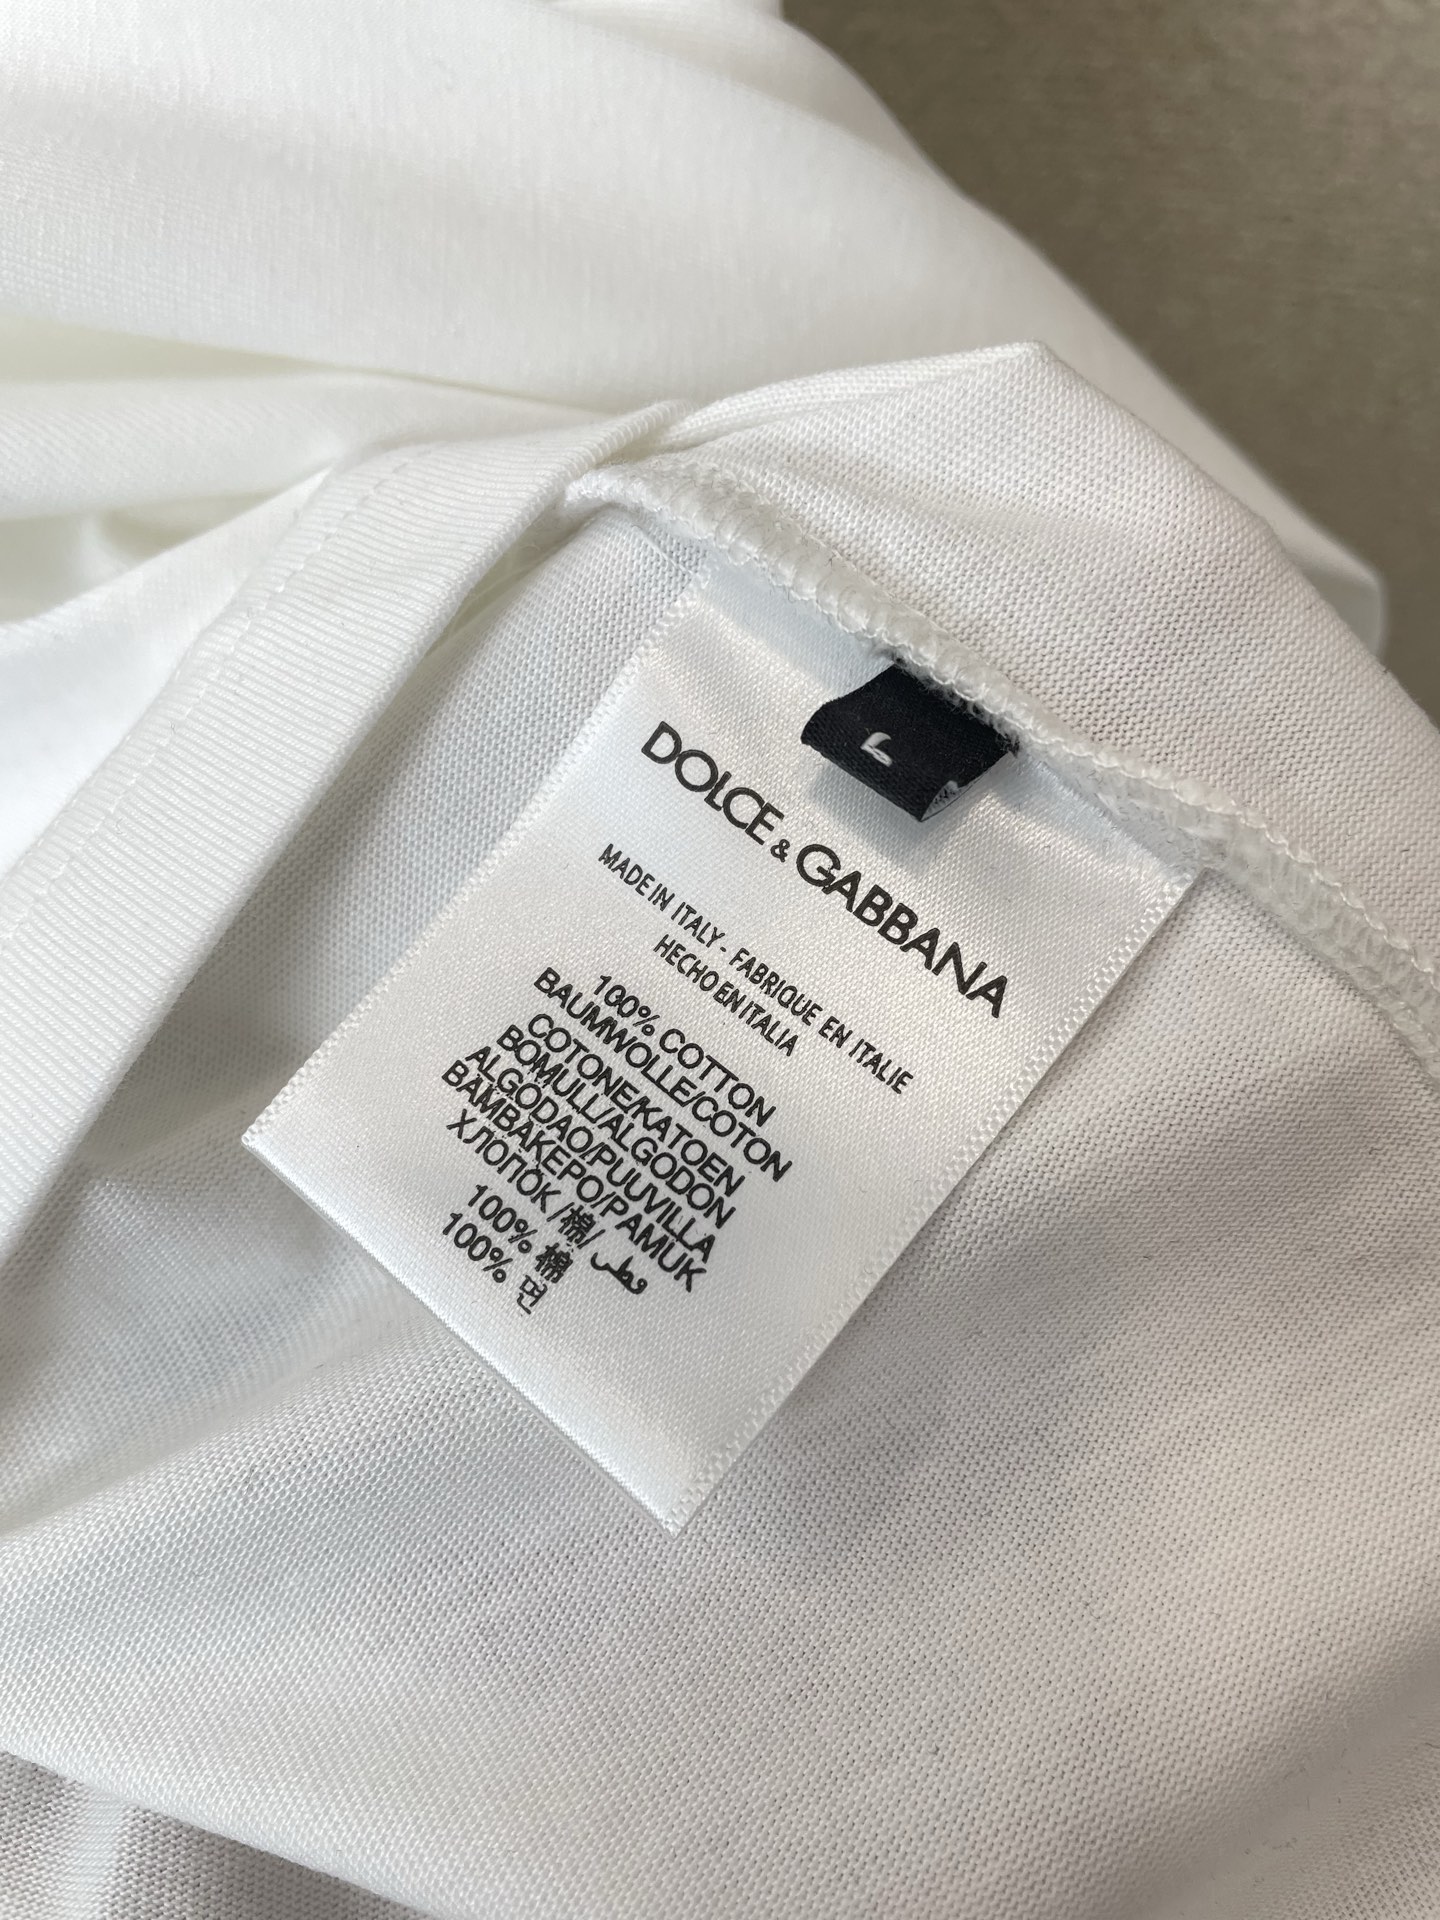 L
DOLCE & GABBANA
MADE IN ITALY - FABRIQUE EN ITALIE
HECHO EN ITALIA
100% COTTON
BAUMWOLLE/COTON
COTONE/KATOEN
BOMULL/ALGODON
ALGODAO/PUUVILLA
BAMBAKEPO/PAMUK
ХЛОПОК /棉/ قطن
100% 棉
100% 면